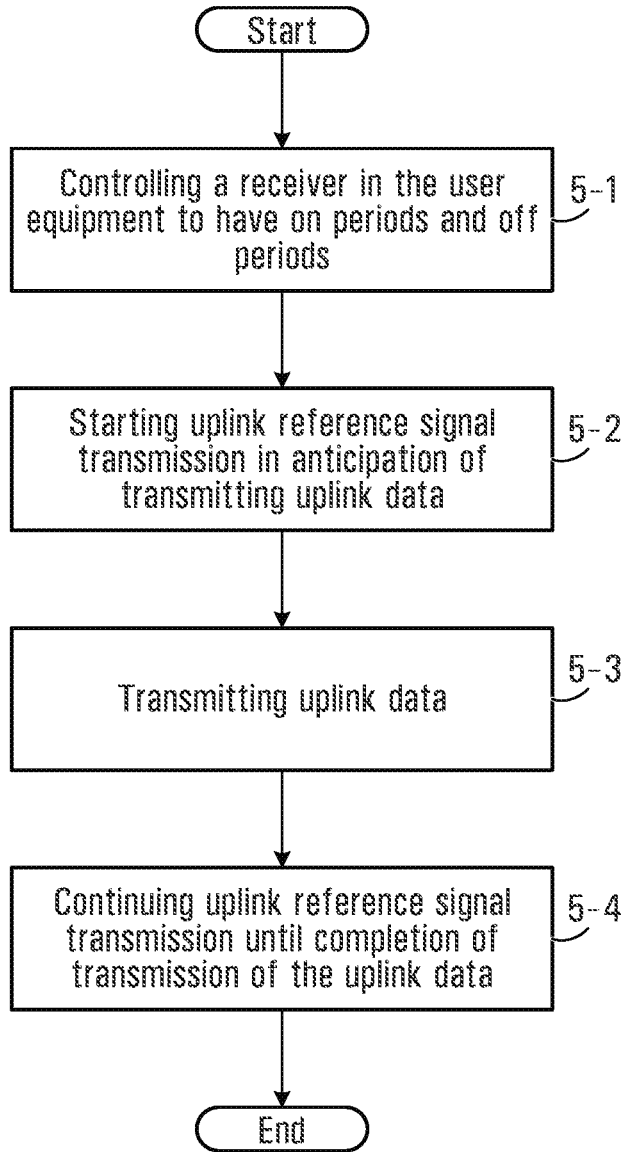 Start
Controlling a receiver in the user
equipment to have on periods and off
periods
5-1
Starting uplink reference signal
transmission in anticipation of
transmitting uplink data
5-2
Transmitting uplink data
5-3
Continuing uplink reference signal
transmission until completion of
transmission of the uplink data
5-4
End